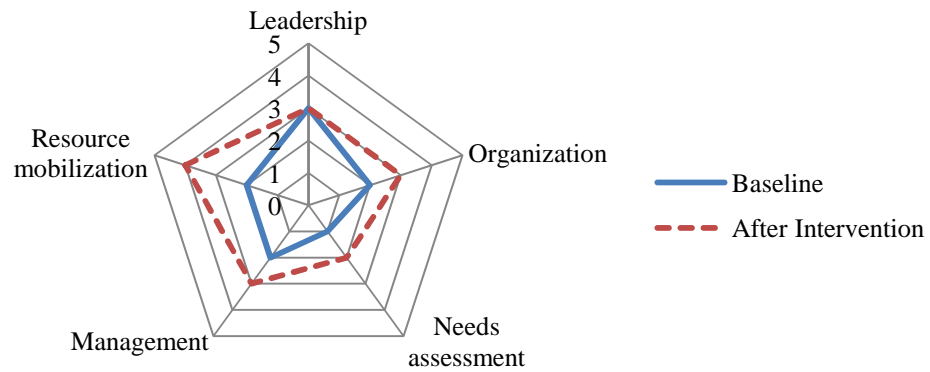 Leadership
5
4
3
2
1
0
Resource
mobilization
Organization
Baseline
After Intervention
Management
Needs
assessment